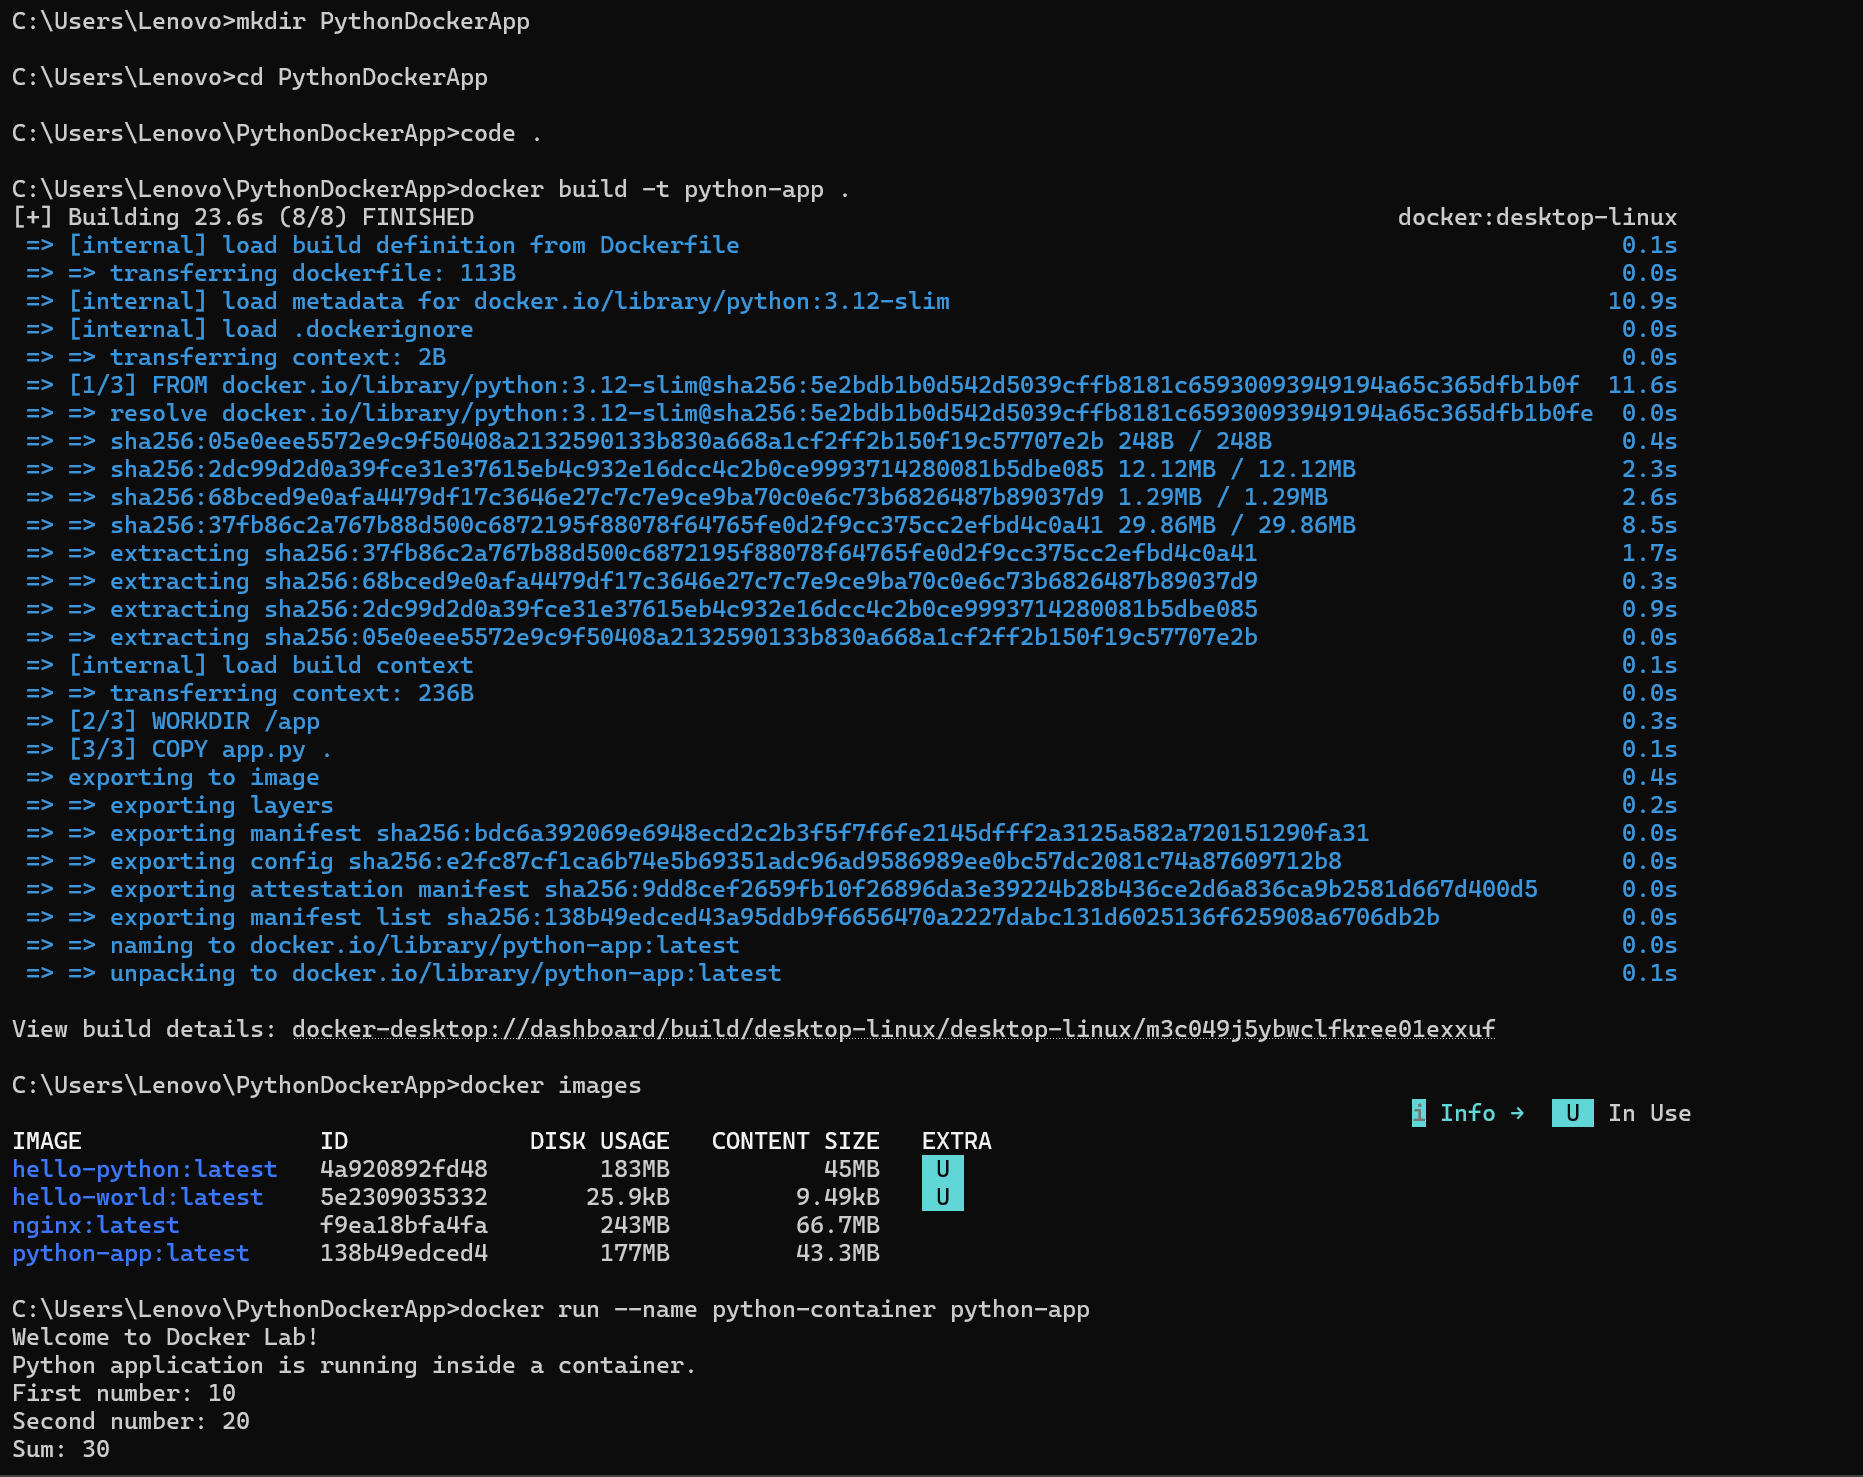 C:\Users\Lenovo>mkdir PythonDockerApp
C:\Users\Lenovo>cd PythonDockerApp
C:\Users\Lenovo\PythonDockerApp>code .
C:\Users\Lenovo\PythonDockerApp>docker build -t python-app .
[+] Building 23.6s (8/8) FINISHED docker:desktop-linux
=> [internal] load build definition from Dockerfile 0.1s
=> => transferring dockerfile: 113B 0.0s
=> [internal] load metadata for docker.io/library/python:3.12-slim 10.9s
=> [internal] load .dockerignore 0.0s
=> => transferring context: 2B 0.0s
=> [1/3] FROM docker.io/library/python:3.12-slim@sha256:5e2bdb1b0d542d5039cffb8181c65930093949194a65c365dfb1b0f 11.6s
=> => resolve docker.io/library/python:3.12-slim@sha256:5e2bdb1b0d542d5039cffb8181c65930093949194a65c365dfb1b0fe 0.0s
=> => sha256:05e0eee5572e9c9f50408a2132590133b830a668a1cf2ff2b150f19c57707e2b 248B / 248B 0.4s
=> => sha256:2dc99d2d0a39fce31e37615eb4c932e16dcc4c2b0ce9993714280081b5dbe085 12.12MB / 12.12MB 2.3s
=> => sha256:68bced9e0afa4479df17c3646e27c7c7e9ce9ba70c0e6c73b6826487b89037d9 1.29MB / 1.29MB 2.6s
=> => sha256:37fb86c2a767b88d500c6872195f88078f64765fe0d2f9cc375cc2efbd4c0a41 29.86MB / 29.86MB 8.5s
=> => extracting sha256:37fb86c2a767b88d500c6872195f88078f64765fe0d2f9cc375cc2efbd4c0a41 1.7s
=> => extracting sha256:68bced9e0afa4479df17c3646e27c7c7e9ce9ba70c0e6c73b6826487b89037d9 0.3s
=> => extracting sha256:2dc99d2d0a39fce31e37615eb4c932e16dcc4c2b0ce9993714280081b5dbe085 0.9s
=> => extracting sha256:05e0eee5572e9c9f50408a2132590133b830a668a1cf2ff2b150f19c57707e2b 0.0s
=> [internal] load build context 0.1s
=> => transferring context: 236B 0.0s
=> [2/3] WORKDIR /app 0.3s
=> [3/3] COPY app.py . 0.1s
=> exporting to image 0.4s
=> => exporting layers 0.2s
=> => exporting manifest sha256:bdc6a392069e6948ecd2c2b3f5f7f6fe2145dfff2a3125a582a720151290fa31 0.0s
=> => exporting config sha256:e2fc87cf1ca6b74e5b69351adc96ad9586989ee0bc57dc2081c74a87609712b8 0.0s
=> => exporting attestation manifest sha256:9dd8cef2659fb10f26896da3e39224b28b436ce2d6a836ca9b2581d667d400d5 0.0s
=> => exporting manifest list sha256:138b49edced43a95ddb9f6656470a2227dabc131d6025136f625908a6706db2b 0.0s
=> => naming to docker.io/library/python-app:latest 0.0s
=> => unpacking to docker.io/library/python-app:latest 0.1s
View build details: docker-desktop://dashboard/build/desktop-linux/desktop-linux/m3c049j5ybwclfkree01exxuf
C:\Users\Lenovo\PythonDockerApp>docker images
i Info → U In Use
IMAGE ID DISK USAGE CONTENT SIZE EXTRA
hello-python:latest 4a920892fd48 183MB 45MB U
hello-world:latest 5e2309035332 25.9kB 9.49kB U
nginx:latest f9ea18bfa4fa 243MB 66.7MB
python-app:latest 138b49edced4 177MB 43.3MB
C:\Users\Lenovo\PythonDockerApp>docker run --name python-container python-app
Welcome to Docker Lab!
Python application is running inside a container.
First number: 10
Second number: 20
Sum: 30